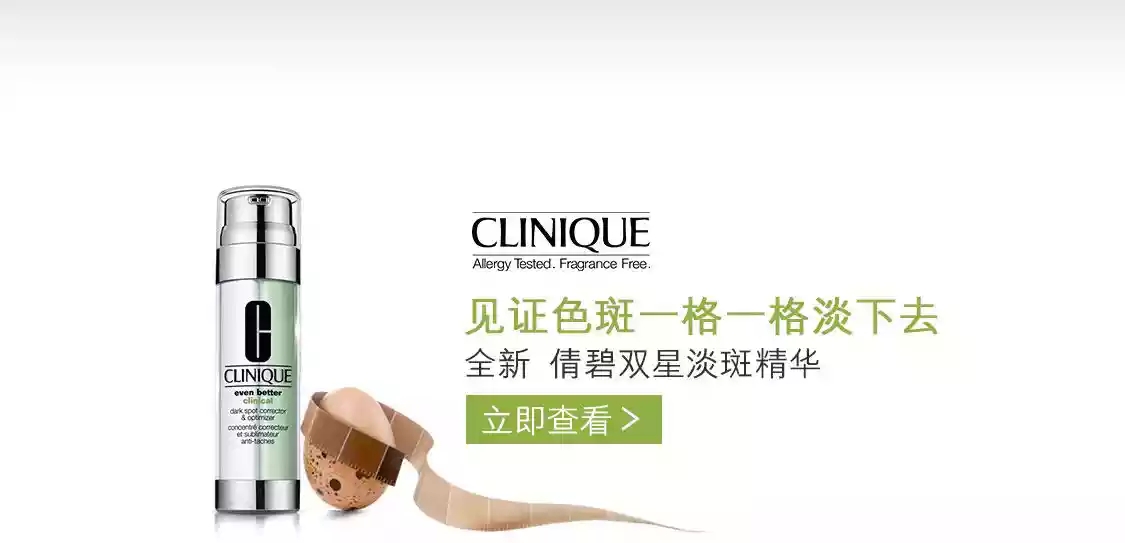 CLINIQUE
Allergy Tested. Fragrance Free.
见证色斑一格一格淡下去
全新 倩碧双星淡斑精华
立即查看 >
C
CLINIQUE
even better
clinical
dark spot corrector
& optimizer
concentré correcteur
et sublimateur
anti-taches